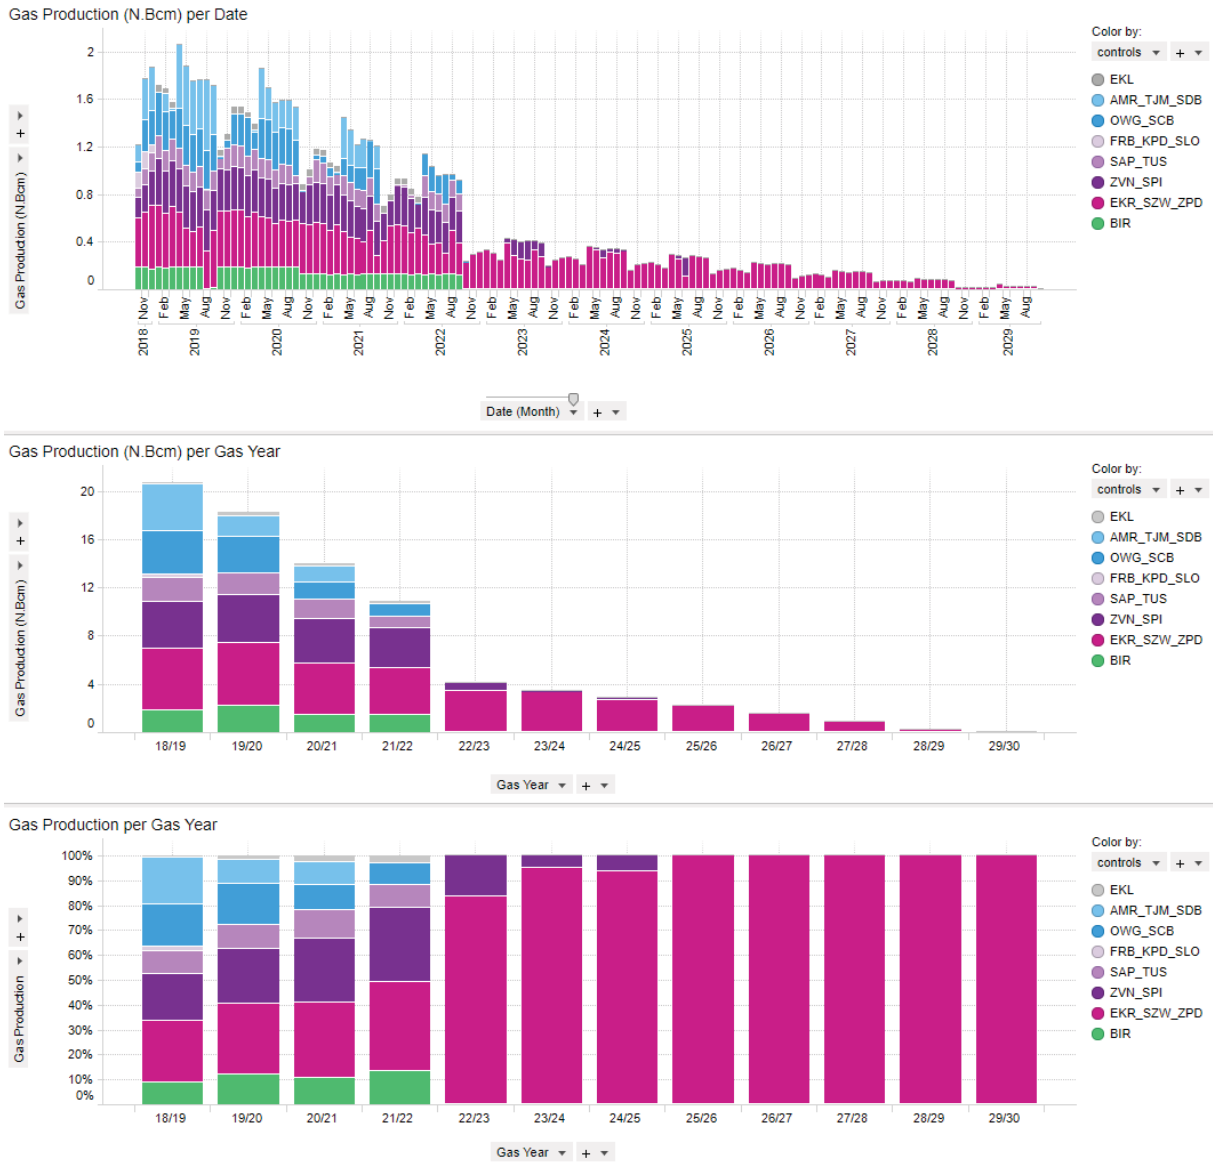 Gas Production (N.Bcm) per Date
Color by:
controls +
EKL
AMR_TJM_SDB
OWG_SCB
FRB_KPD_SLO
SAP_TUS
ZVN_SPI
EKR_SZW_ZPD
BIR
+
Gas Production (N.Bcm)
2
1.6
1.2
0.8
0.4
0
Nov Feb May Aug Nov Feb May Aug Nov Feb May Aug Nov Feb May Aug Nov Feb May Aug Nov Feb May Aug Nov Feb May Aug Nov Feb May Aug Nov Feb May Aug Nov Feb May Aug Nov Feb May Aug
2018 2019 2020 2021 2022 2023 2024 2025 2026 2027 2028 2029
Date (Month) +
Gas Production (N.Bcm) per Gas Year
Color by:
controls +
EKL
AMR_TJM_SDB
OWG_SCB
FRB_KPD_SLO
SAP_TUS
ZVN_SPI
EKR_SZW_ZPD
BIR
+
Gas Production (N.Bcm)
20
16
12
8
4
0
18/19 19/20 20/21 21/22 22/23 23/24 24/25 25/26 26/27 27/28 28/29 29/30
Gas Year +
Gas Production per Gas Year
Color by:
controls +
EKL
AMR_TJM_SDB
OWG_SCB
FRB_KPD_SLO
SAP_TUS
ZVN_SPI
EKR_SZW_ZPD
BIR
+
Gas Production
100%
90%
80%
70%
60%
50%
40%
30%
20%
10%
0%
18/19 19/20 20/21 21/22 22/23 23/24 24/25 25/26 26/27 27/28 28/29 29/30
Gas Year +